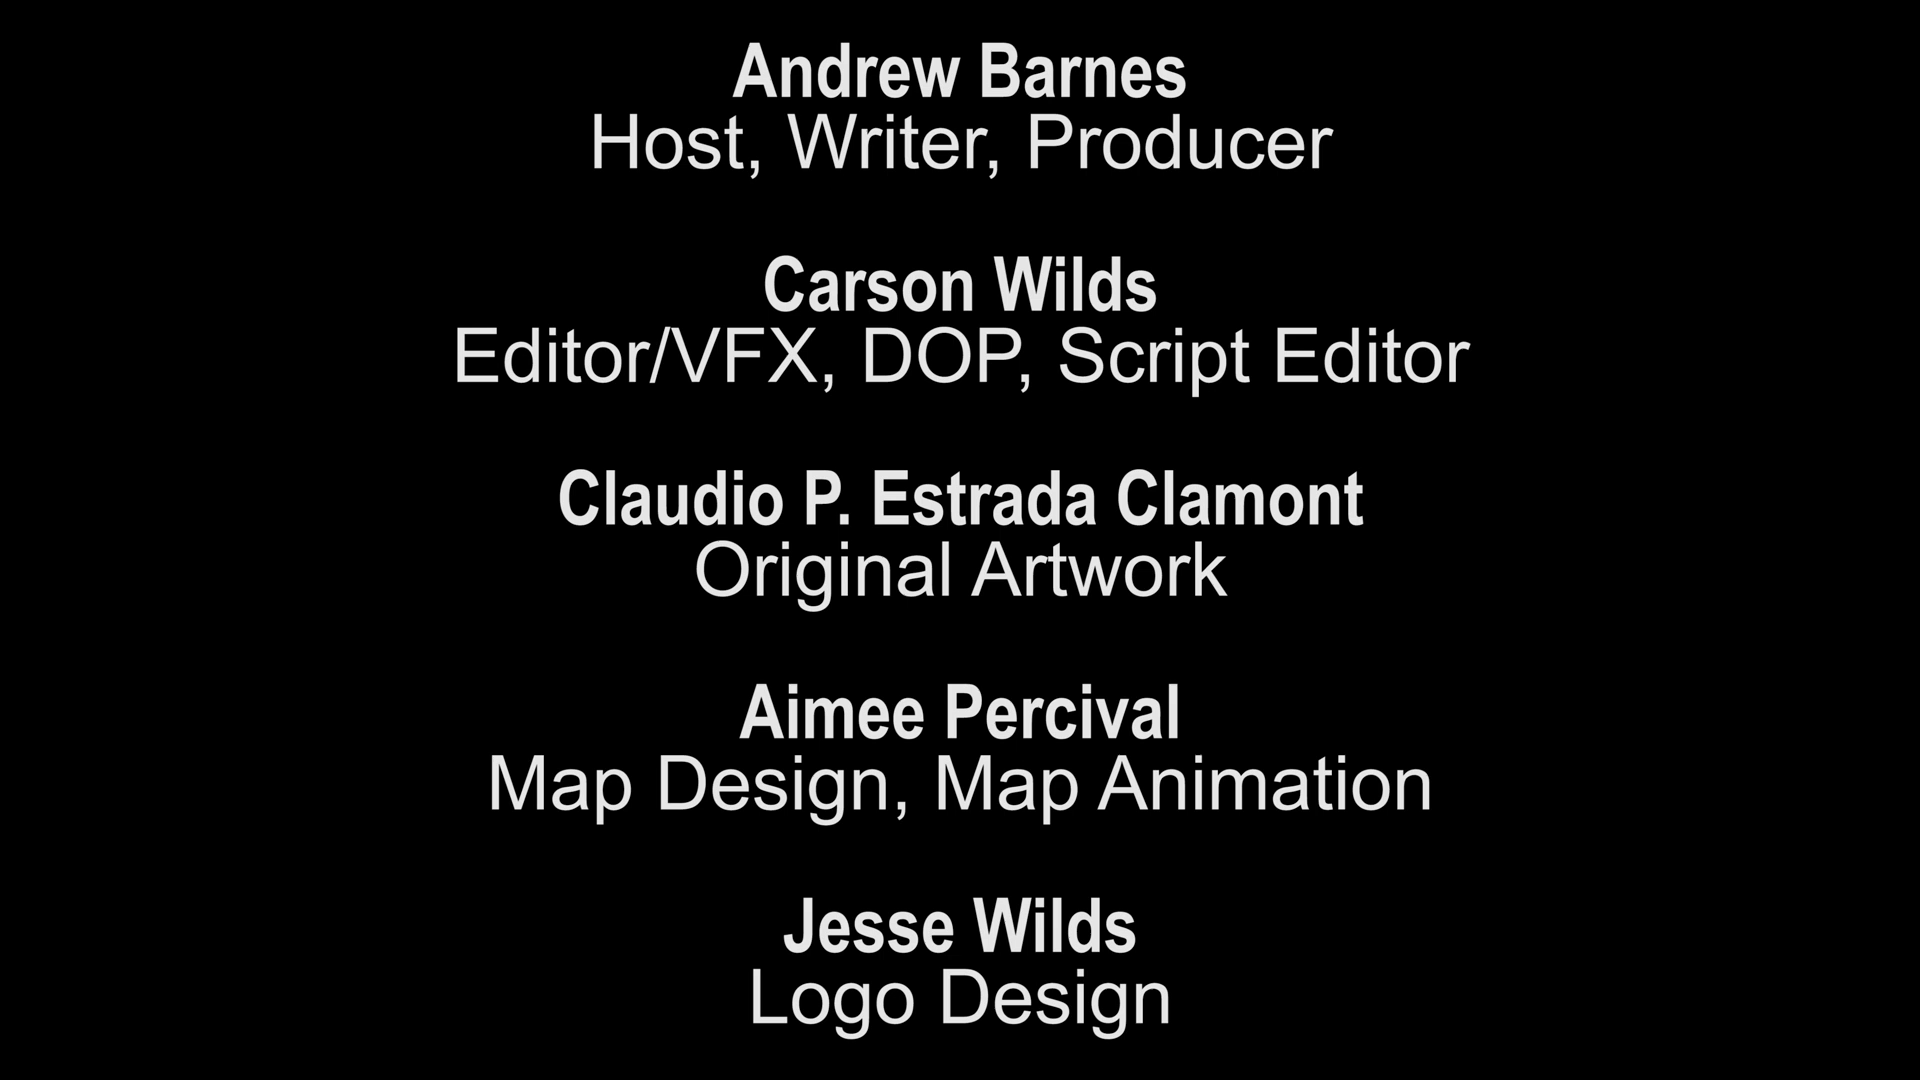 Andrew Barnes
Host, Writer, Producer
Carson Wilds
Editor/VFX, DOP, Script Editor
Claudio P. Estrada Clamont
Original Artwork
Aimee Percival
Map Design, Map Animation
Jesse Wilds
Logo Design